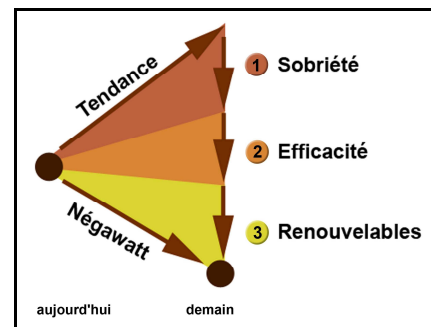 Tendance
1 Sobriété
2 Efficacité
Négawatt
3 Renouvelables
aujourd'hui demain